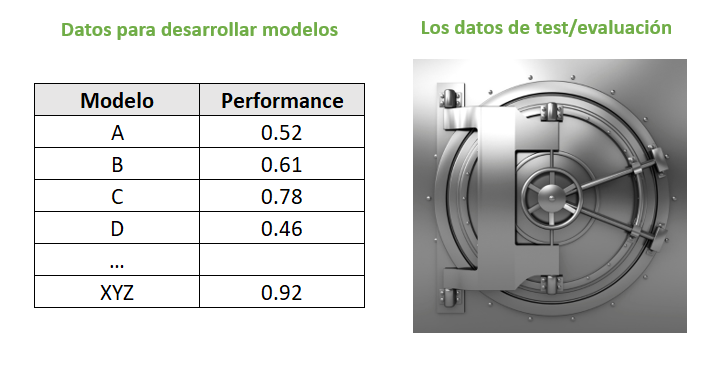 Datos para desarrollar modelos
Los datos de test/evaluación
Modelo Performance
A 0.52
B 0.61
C 0.78
D 0.46
...
XYZ 0.92